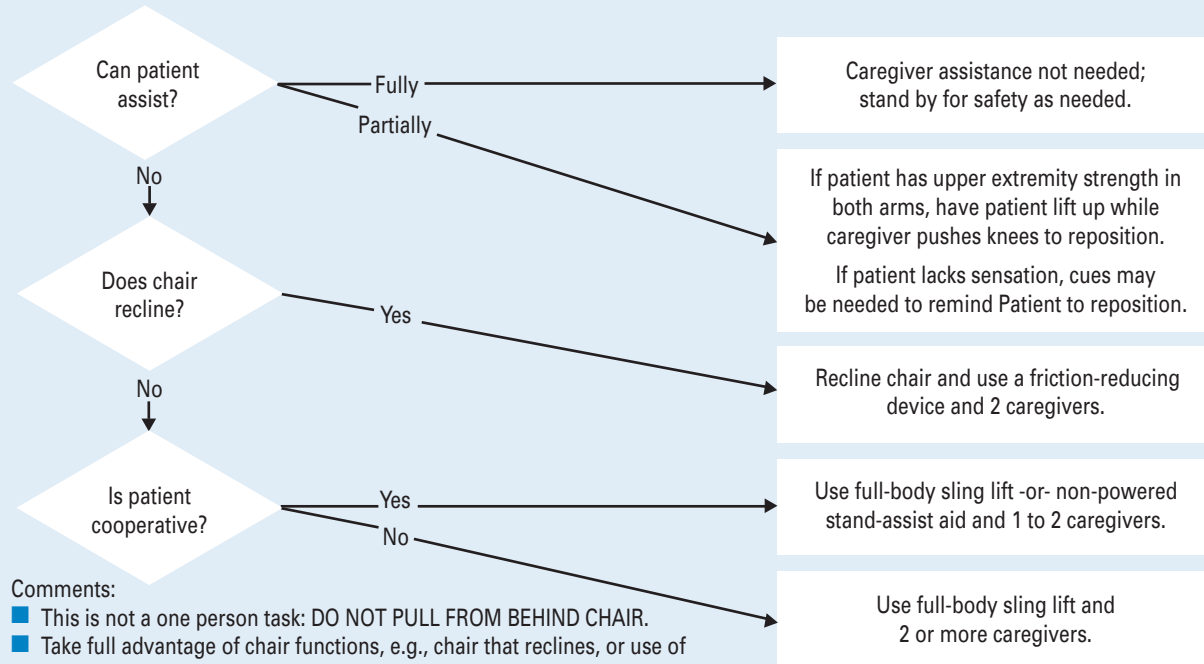 Can patient
assist?
Fully
Caregiver assistance not needed;
stand by for safety as needed.
Partially
If patient has upper extremity strength in
both arms, have patient lift up while
caregiver pushes knees to reposition.
If patient lacks sensation, cues may
be needed to remind Patient to reposition.
No
Does chair
recline?
Yes
Recline chair and use a friction-reducing
device and 2 caregivers.
No
Is patient
cooperative?
Yes
Use full-body sling lift -or- non-powered
stand-assist aid and 1 to 2 caregivers.
No
Use full-body sling lift and
2 or more caregivers.
Comments:
This is not a one person task: DO NOT PULL FROM BEHIND CHAIR.
Take full advantage of chair functions, e.g., chair that reclines, or use of